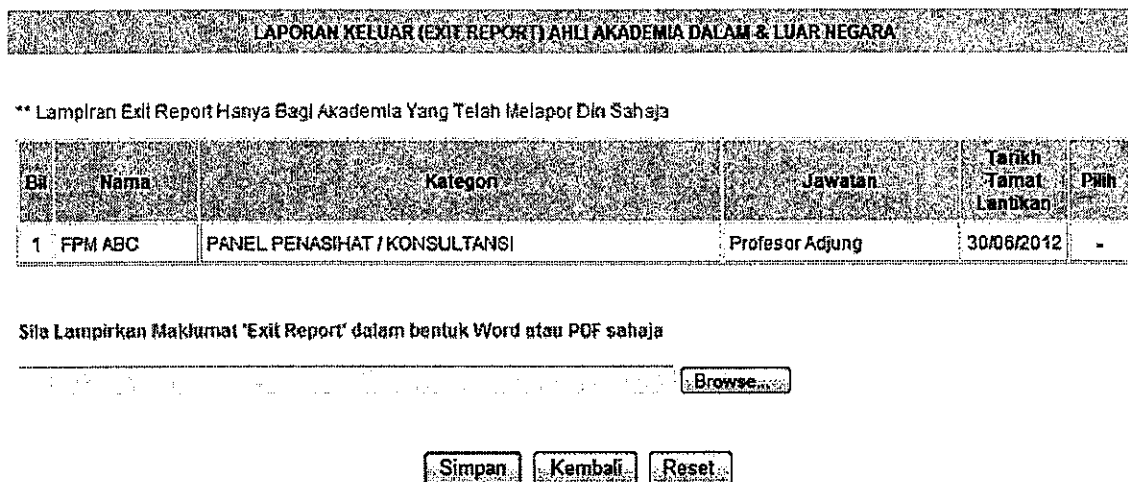 LAPORAN KELUAR (EXIT REPORT) AHLI AKADEMIA DALAM & LUAR NEGARA
** Lampiran Exit Report Hanya Bagi Akademia Yang Telah Melapor Diri Sahaja
Bil Nama Kategori Jawatan Tarikh Tamat Lantikan Pilih
1 FPM ABC PANEL PENASIHAT / KONSULTANSI Profesor Adjung 30/06/2012 -
Sila Lampirkan Maklumat 'Exit Report' dalam bentuk Word atau PDF sahaja
Browse...
Simpan Kembali Reset